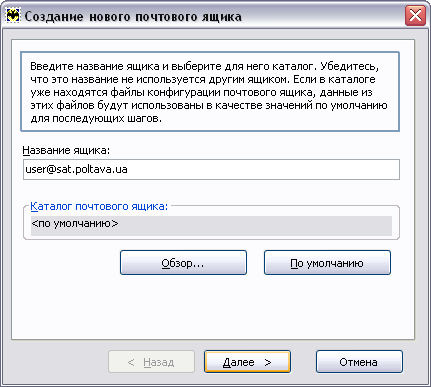 Создание нового почтового ящика
Введите название ящика и выберите для него каталог. Убедитесь,
что это название не используется другим ящиком. Если в каталоге
уже находятся файлы конфигурации почтового ящика, данные из
этих файлов будут использованы в качестве значений по умолчанию
для последующих шагов.
Название ящика:
user@sat.poltava.ua
Каталог почтового ящика:
<по умолчанию>
Обзор... По умолчанию
< Назад Далее > Отмена